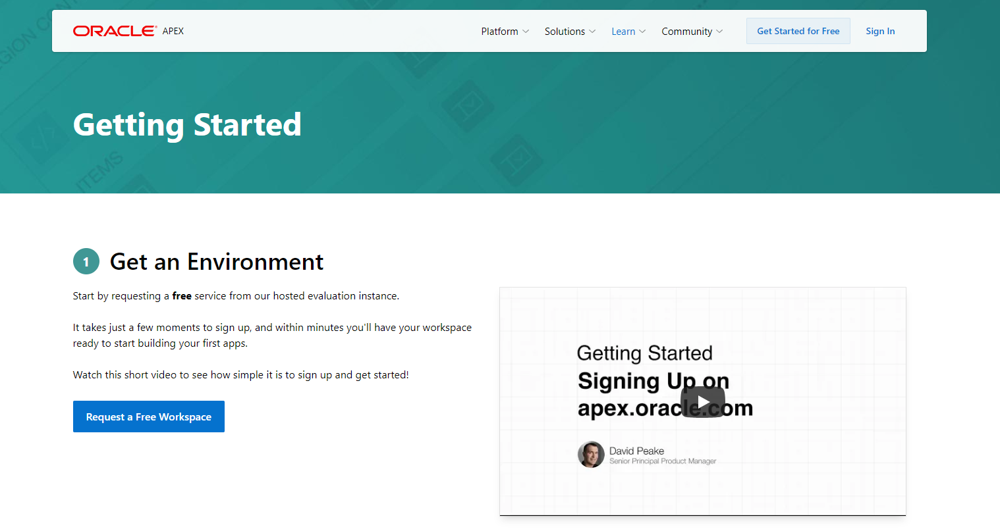 REGION CONT
ORACLE® APEX
Platform
Solutions
Learn
Community
Get Started for Free
Sign In
Getting Started
</>
ITEMS
1 Get an Environment
Start by requesting a free service from our hosted evaluation instance.
It takes just a few moments to sign up, and within minutes you'll have your workspace
ready to start building your first apps.
Watch this short video to see how simple it is to sign up and get started!
Request a Free Workspace
Getting Started
Signing Up on
apex.oracle.com
David Peake
Senior Principal Product Manager